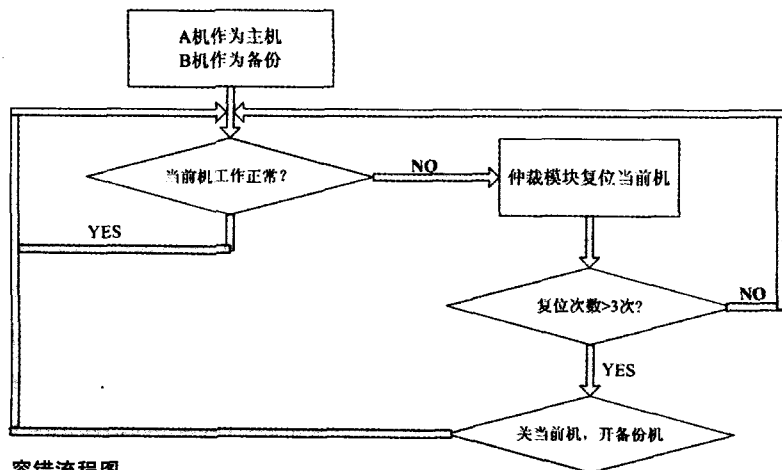 A机作为主机
B机作为备份
当前机工作正常?
NO
仲裁模块复位当前机
YES
复位次数>3次?
NO
YES
关当前机，开备份机
容错流程图